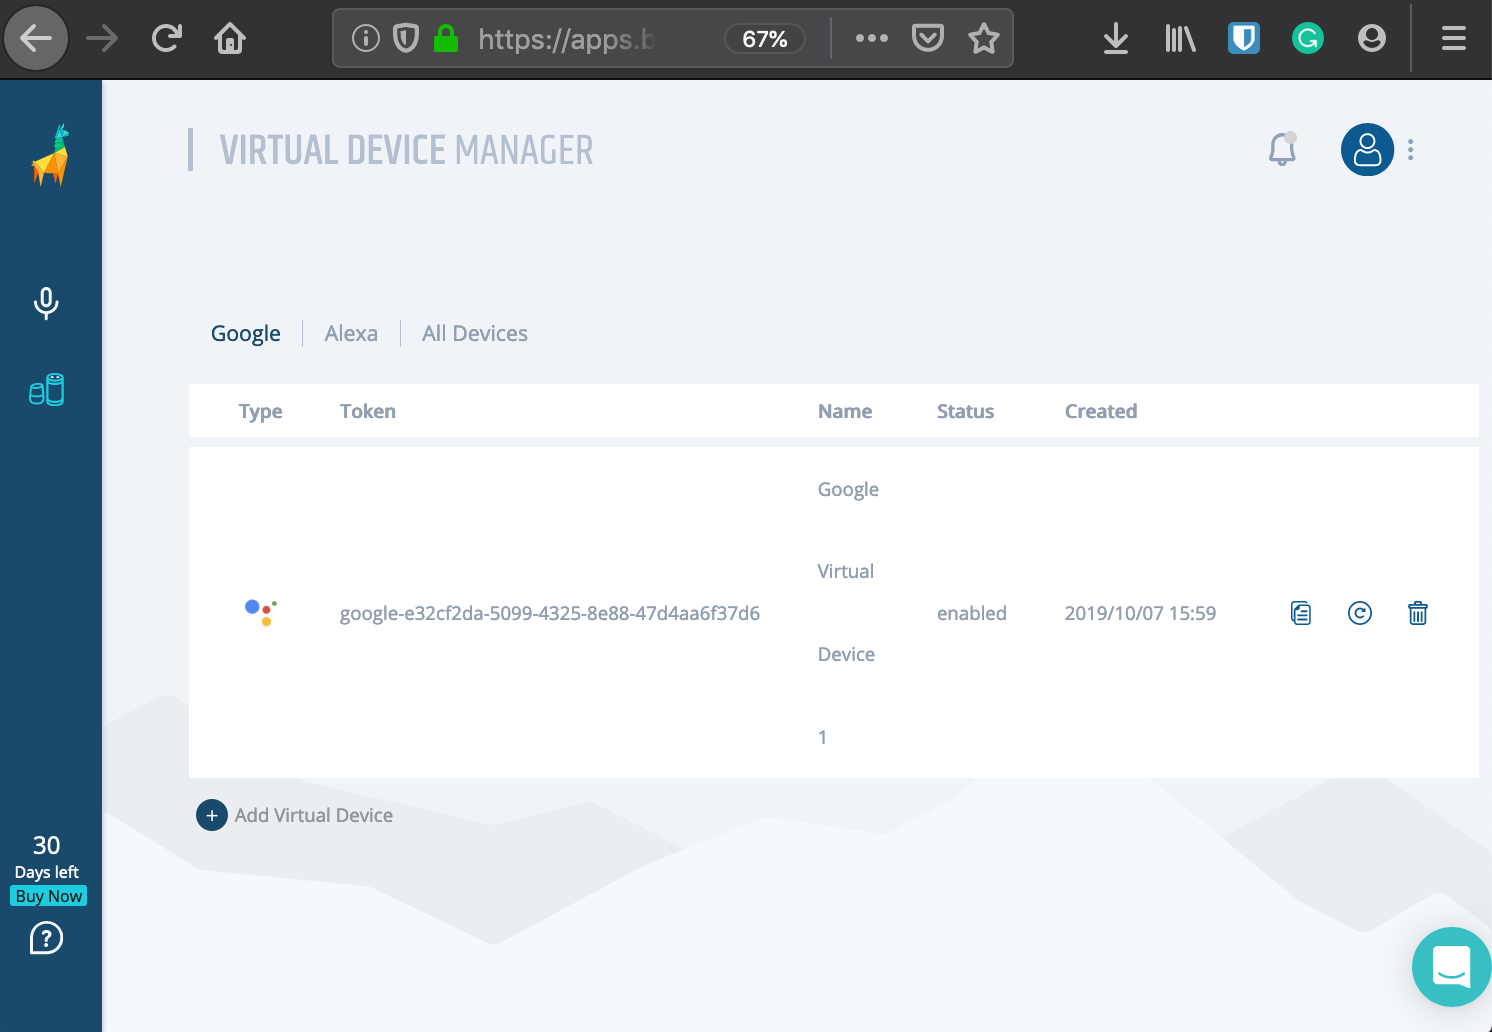 https://apps.b
67%
VIRTUAL DEVICE MANAGER
Google
Alexa
All Devices
Type
Token
Name
Status
Created
google-e32cf2da-5099-4325-8e88-47d4aa6f37d6
Google
Virtual
Device
1
enabled
2019/10/07 15:59
+ Add Virtual Device
30
Days left
Buy Now